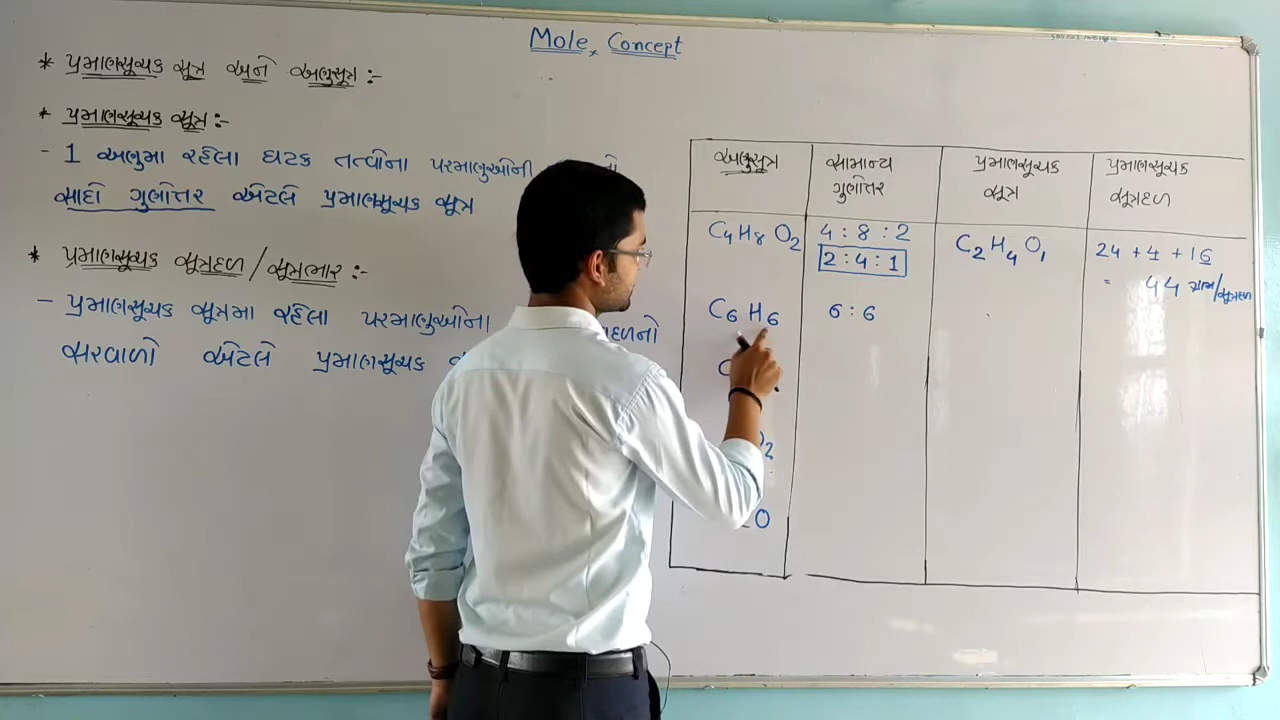 Mole Concept
* પ્રમાણસૂચક સૂત્ર અને અણુસૂત્ર :-
* પ્રમાણસૂચક સૂત્ર :-
- 1 અણુમા રહેલા ઘટક તત્વોના પરમાણુઓની
સાદો ગુણોત્તર એટલે પ્રમાણસૂચક સૂત્ર
* પ્રમાણસૂચક સૂત્રદળ / સૂત્રભાર :-
- પ્રમાણસૂચક સૂત્રમા રહેલા પરમાણુઓના દળનો
સરવાળો એટલે પ્રમાણસૂચક
અણુસૂત્ર સામાન્ય ગુણોત્તર પ્રમાણસૂચક સૂત્ર પ્રમાણસૂચક સૂત્રદળ
C4H8O2 4 : 8 : 2 C2H4O1 24 + 4 + 16
2 : 4 : 1 = 44 ગ્રામ/સૂત્રદળ
C6H6 6 : 6
O2
O